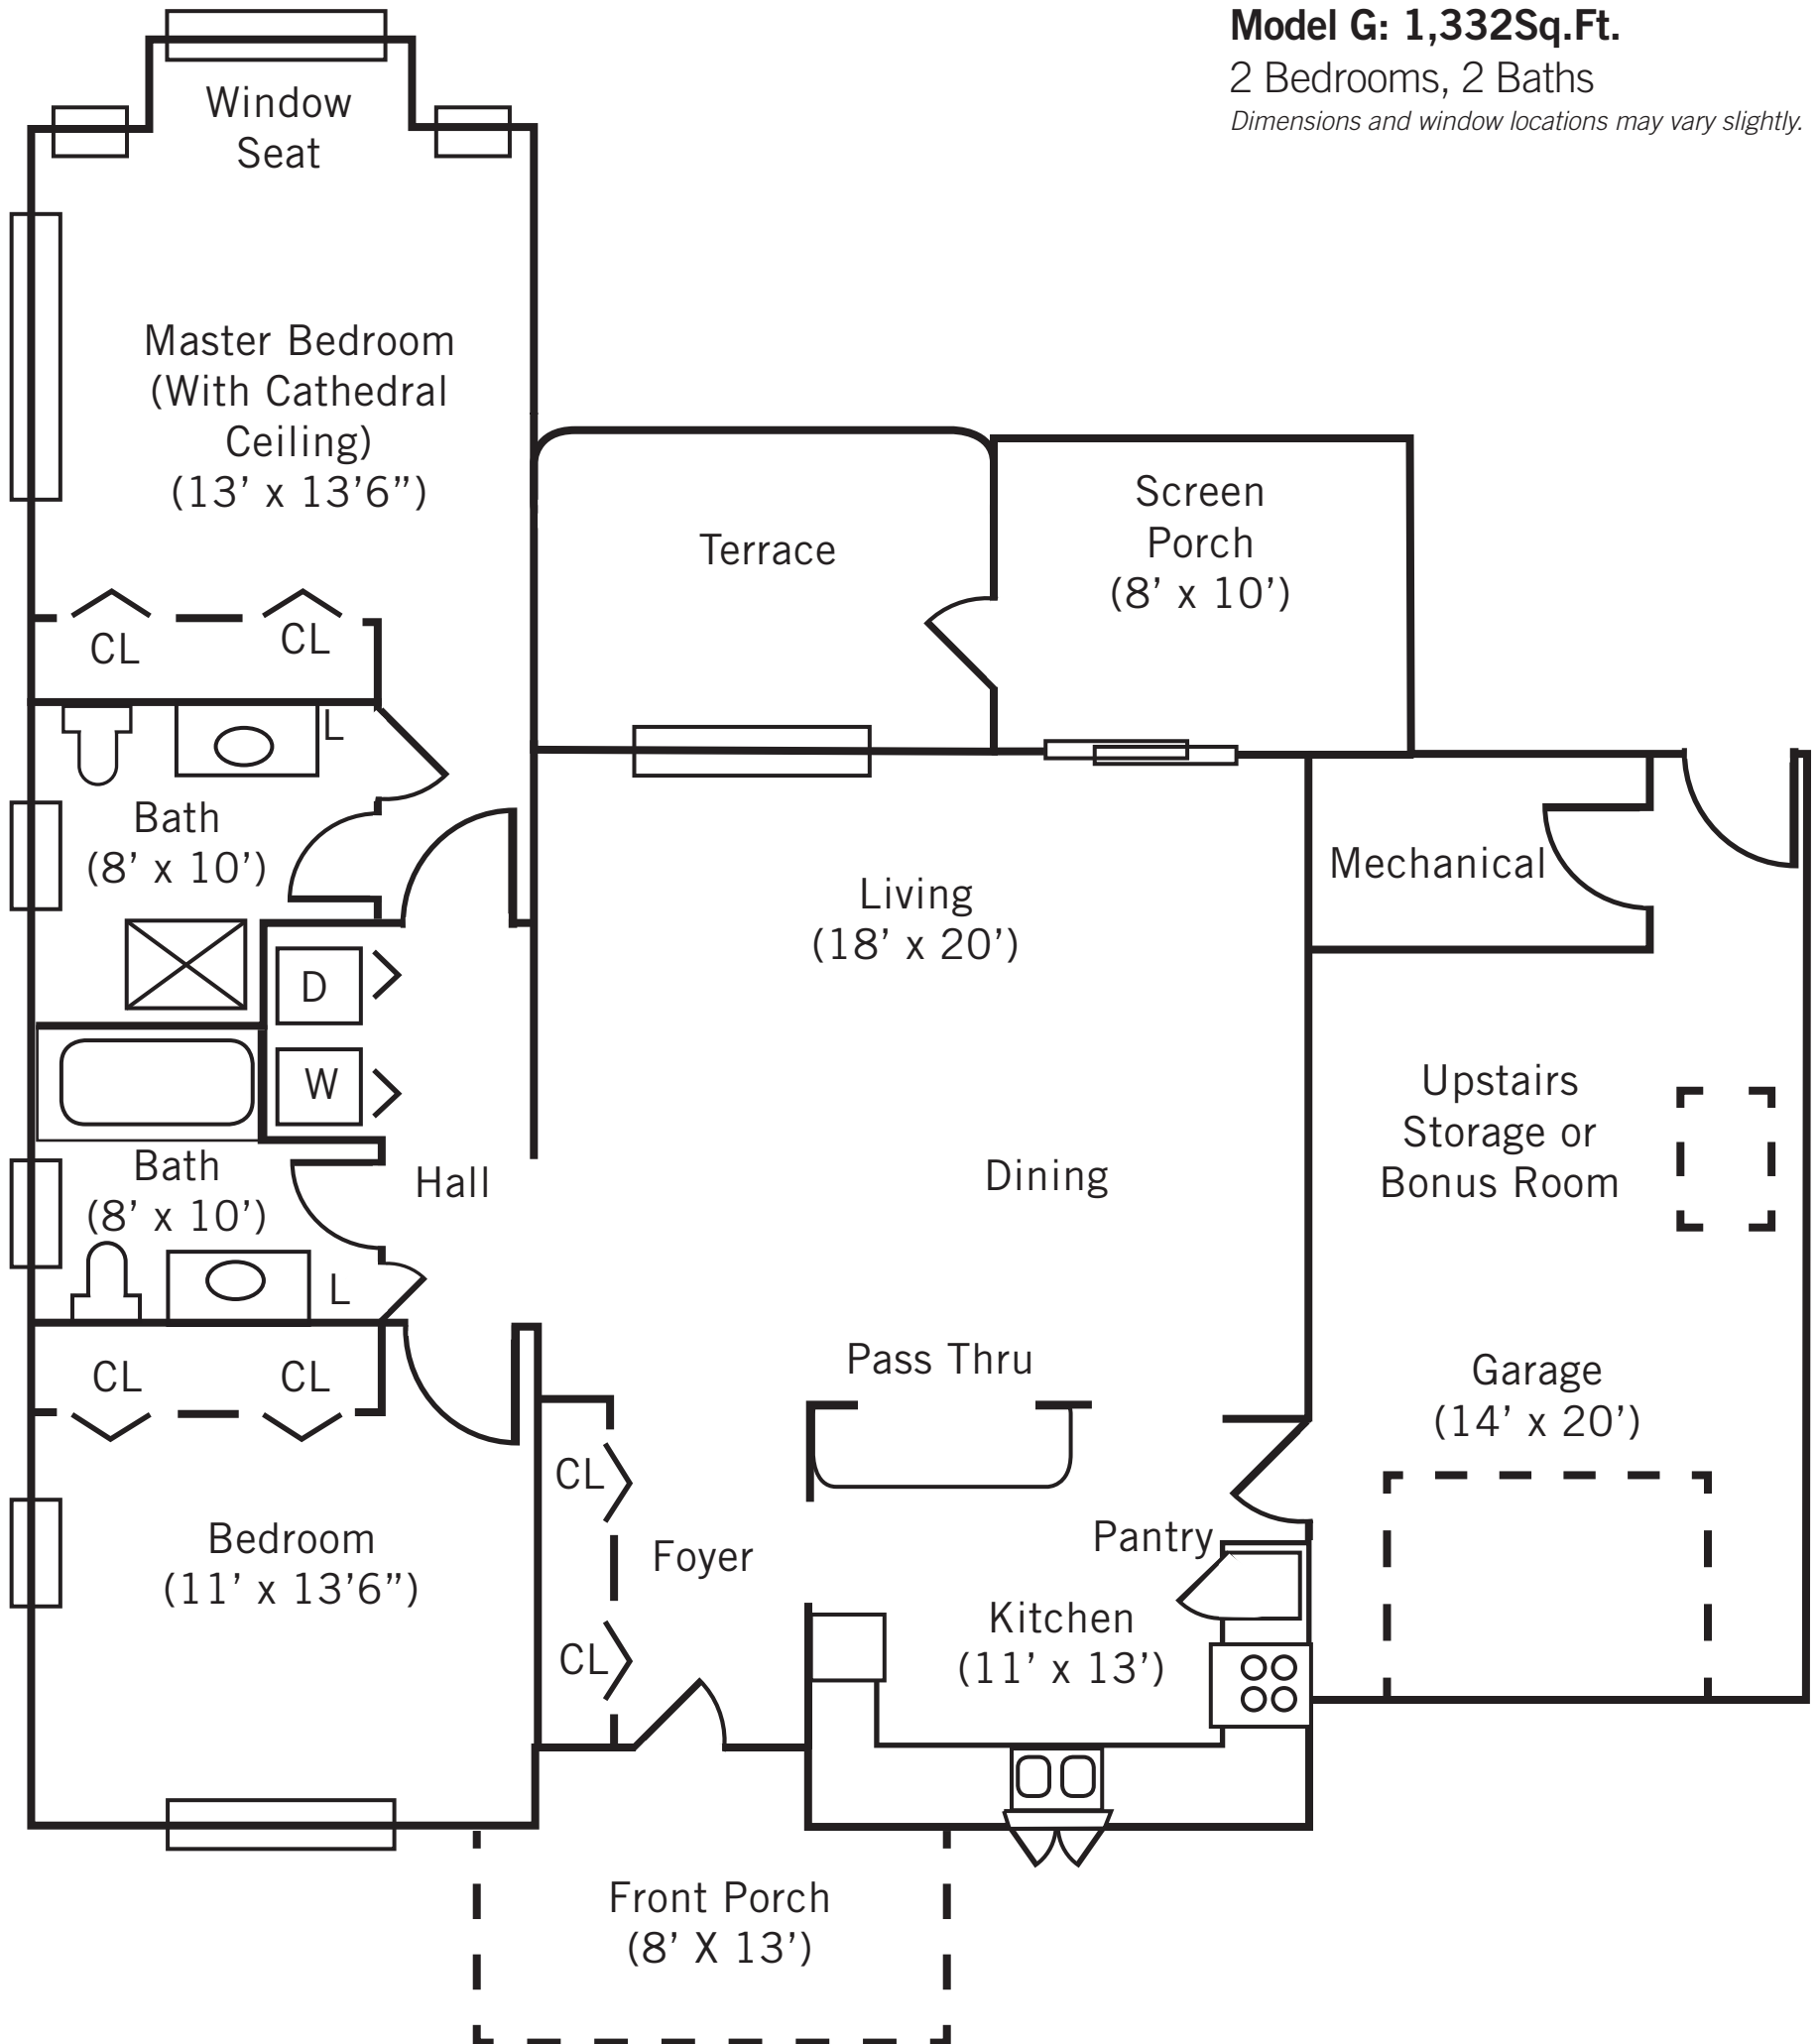 Model G: 1,332Sq.Ft.
2 Bedrooms, 2 Baths
Dimensions and window locations may vary slightly.
Window
Seat
Master Bedroom
(With Cathedral
Ceiling)
(13’ x 13’6”)
Terrace
Screen
Porch
(8’ x 10’)
CL
CL
L
Bath
(8’ x 10’)
Living
(18’ x 20’)
Mechanical
D
W
Bath
(8’ x 10’)
Hall
Dining
Upstairs
Storage or
Bonus Room
L
CL
CL
Pass Thru
Garage
(14’ x 20’)
CL
Bedroom
(11’ x 13’6”)
Foyer
Pantry
Kitchen
(11’ x 13’)
CL
Front Porch
(8’ X 13’)